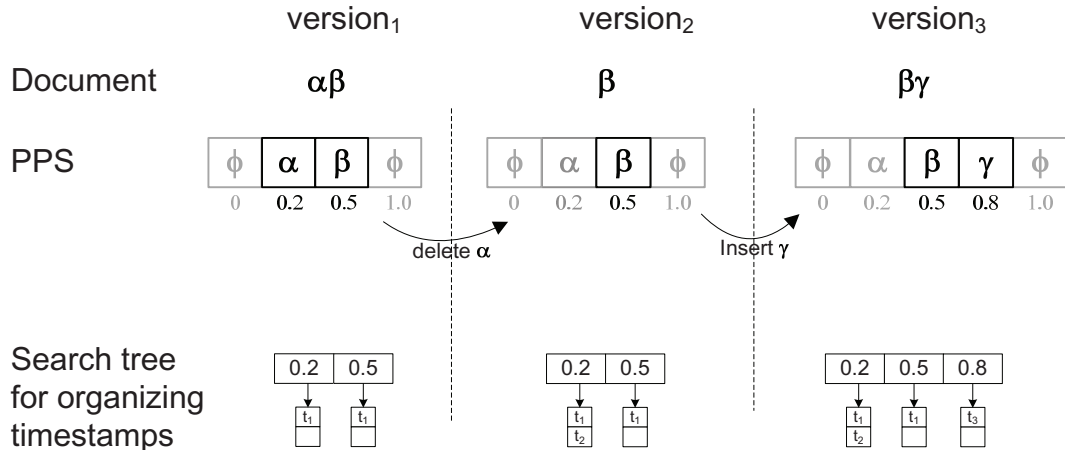 version₁ version₂ version₃
Document αβ β βγ
PPS ϕ α β ϕ ϕ α β ϕ ϕ α β γ ϕ
0 0.2 0.5 1.0 0 0.2 0.5 1.0 0 0.2 0.5 0.8 1.0
delete α Insert γ
Search tree
for organizing
timestamps
0.2 0.5 0.2 0.5 0.2 0.5 0.8
t₁ t₁ t₁ t₁ t₁ t₁ t₃
t₂ t₂